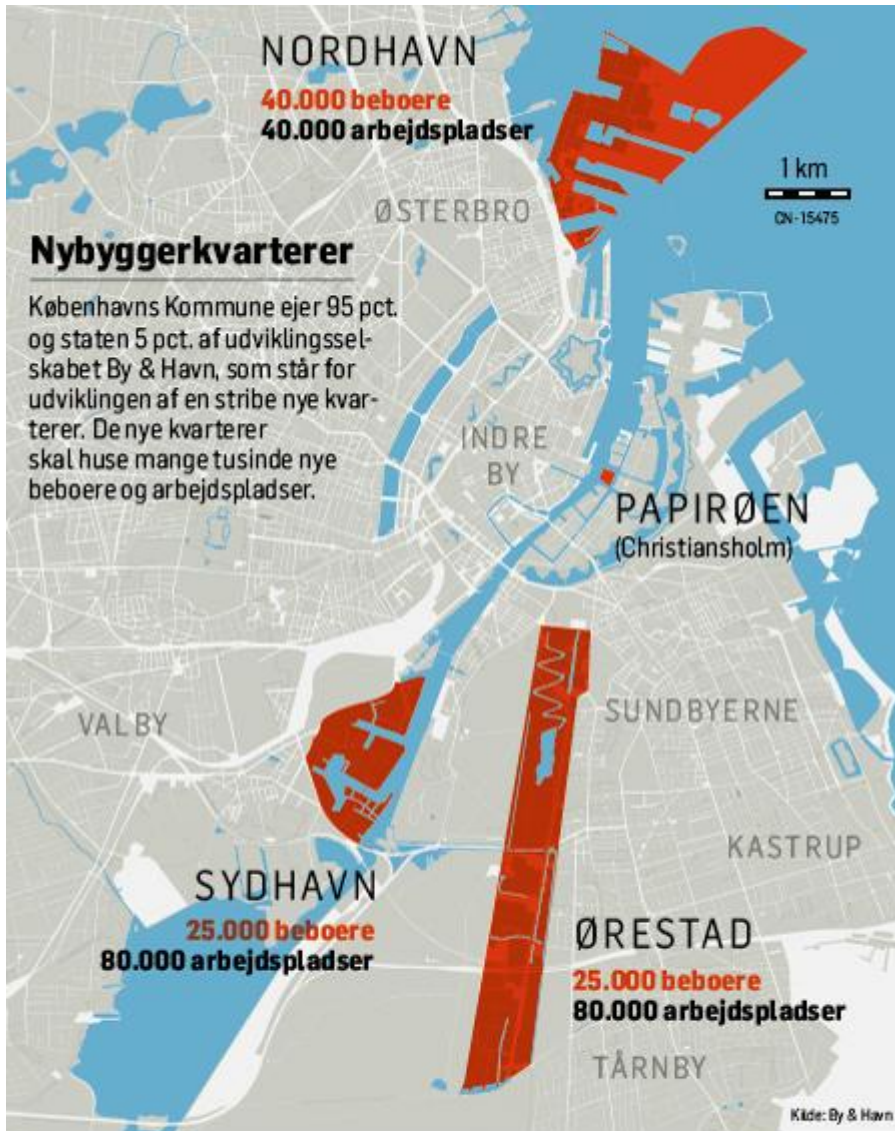 NORDHAVN
40.000 beboere
40.000 arbejdspladser
1 km
CN-15475
ØSTERBRO
Nybyggerkvarterer
Københavns Kommune ejer 95 pct.
og staten 5 pct. af udviklingssel-
skabet By & Havn, som står for
udviklingen af en stribe nye kvar-
terer. De nye kvarterer
skal huse mange tusinde nye
beboere og arbejdspladser.
INDRE
BY
PAPIRØEN
(Christiansholm)
VALBY
SUNDBYERNE
KASTRUP
SYDHAVN
25.000 beboere
80.000 arbejdspladser
ØRESTAD
25.000 beboere
80.000 arbejdspladser
TÅRNBY
Kilde: By & Havn